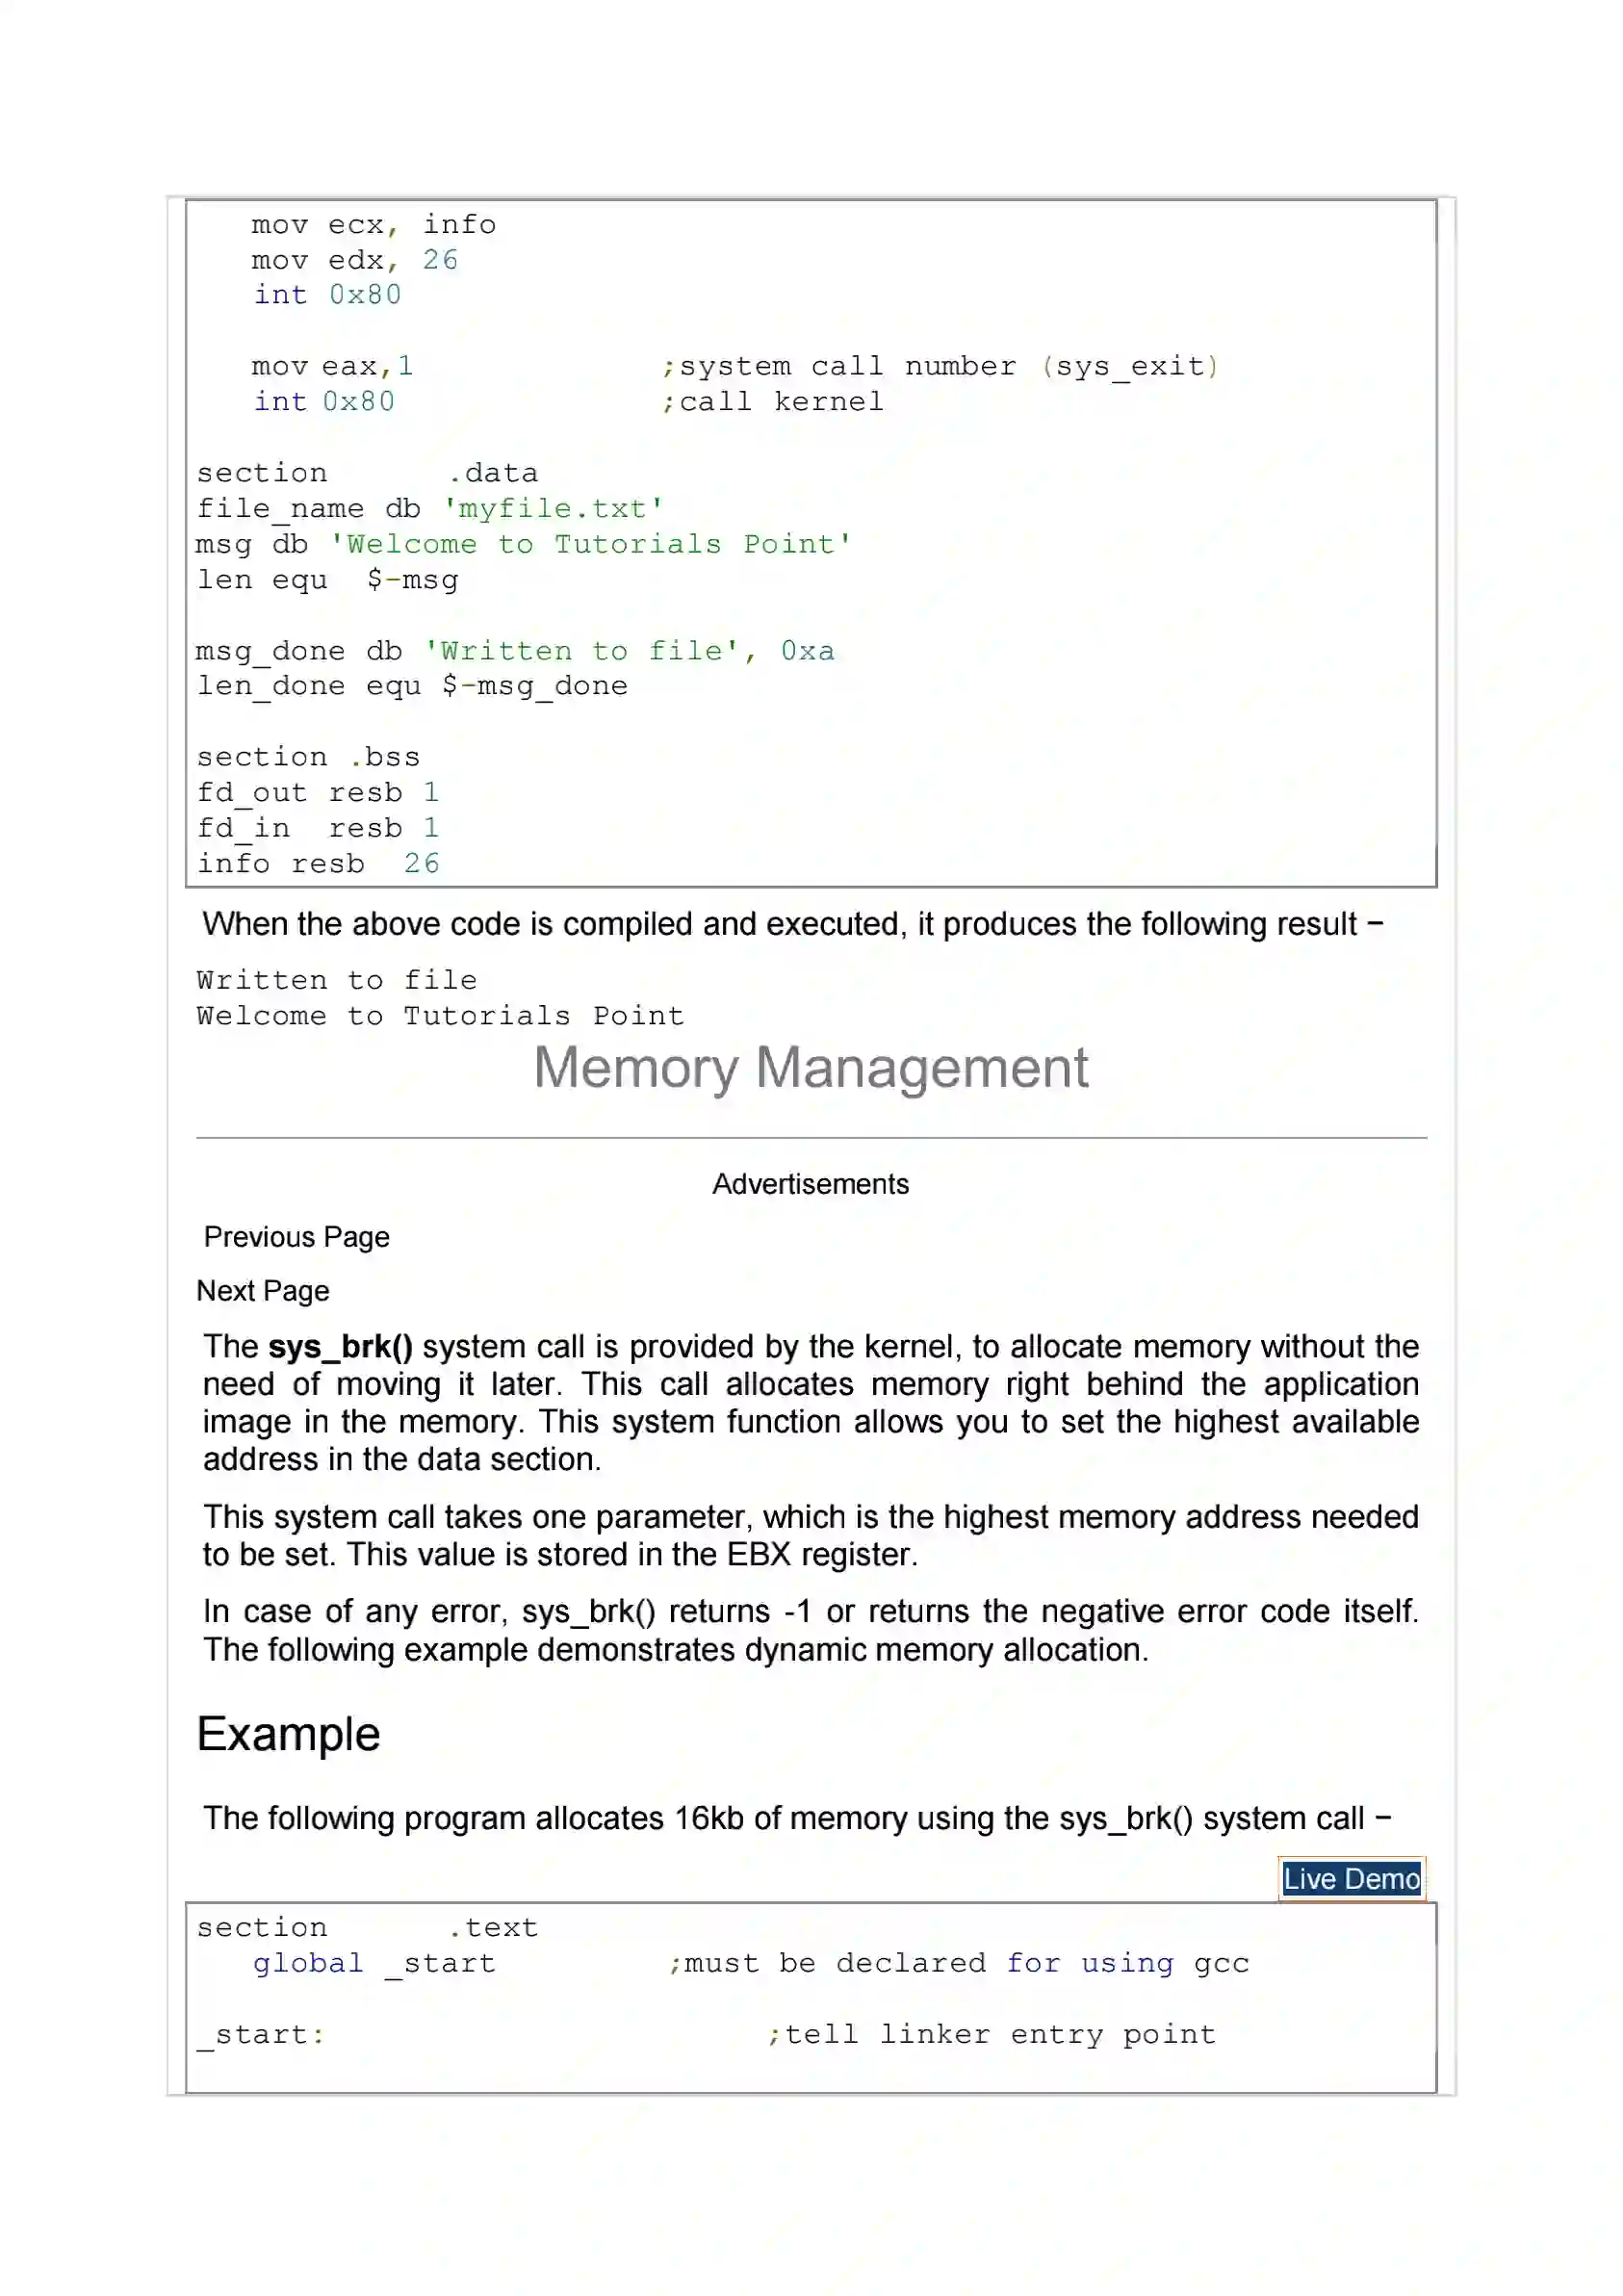 mov ecx, info
mov edx, 26
int 0x80
mov eax,1 ;system call number (sys_exit)
int 0x80 ;call kernel
section .data
file_name db 'myfile.txt'
msg db 'Welcome to Tutorials Point'
len equ $-msg
msg_done db 'Written to file', 0xa
len_done equ $-msg_done
section .bss
fd_out resb 1
fd_in resb 1
info resb 26
When the above code is compiled and executed, it produces the following result −
Written to file
Welcome to Tutorials Point
Memory Management
Advertisements
Previous Page
Next Page
The sys_brk() system call is provided by the kernel, to allocate memory without the
need of moving it later. This call allocates memory right behind the application
image in the memory. This system function allows you to set the highest available
address in the data section.
This system call takes one parameter, which is the highest memory address needed
to be set. This value is stored in the EBX register.
In case of any error, sys_brk() returns -1 or returns the negative error code itself.
The following example demonstrates dynamic memory allocation.
Example
The following program allocates 16kb of memory using the sys_brk() system call −
Live Demo
section .text
global _start ;must be declared for using gcc
_start: ;tell linker entry point